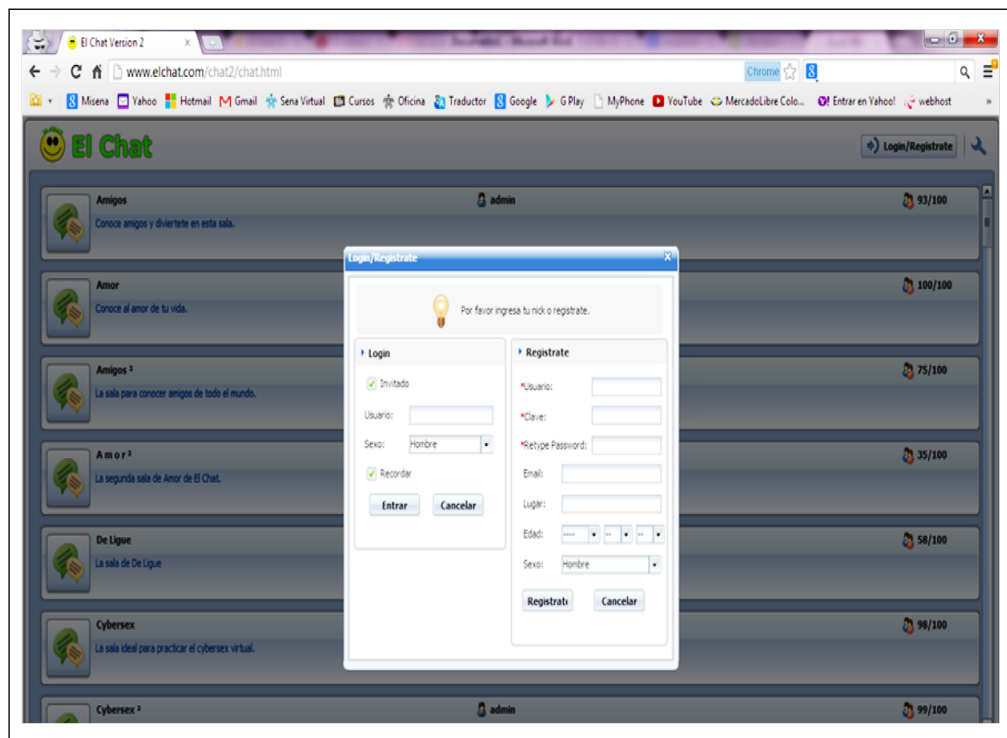 El Chat Version 2
www.elchat.com/chat2/chat.html
Chrome
Misena Yahoo Hotmail M Gmail Sena Virtual Cursos Oficina Traductor Google G Play MyPhone YouTube MercadoLibre Colo... Entrar en Yahoo! webhost »
El Chat
Login/Registrate
Amigos admin 93/100
Conoce amigos y diviertete en esta sala.
Amor 100/100
Conoce al amor de tu vida.
Amigos ² 75/100
La sala para conocer amigos de todo el mundo.
A m o r ² 35/100
La segunda sala de Amor de El Chat.
De Ligue 58/100
La sala de De Ligue
Cybersex 98/100
La sala ideal para practicar el cybersex virtual.
Cybersex ² admin 99/100
Login/Registrate X
Por favor ingresa tu nick o registrate.
Login
Invitado
Usuario:
Sexo: Hombre
Recordar
Entrar Cancelar
Registrate
*Usuario:
*Clave:
*Retype Password:
Email:
Lugar:
Edad: ---- -- --
Sexo: Hombre
Registrat Cancelar